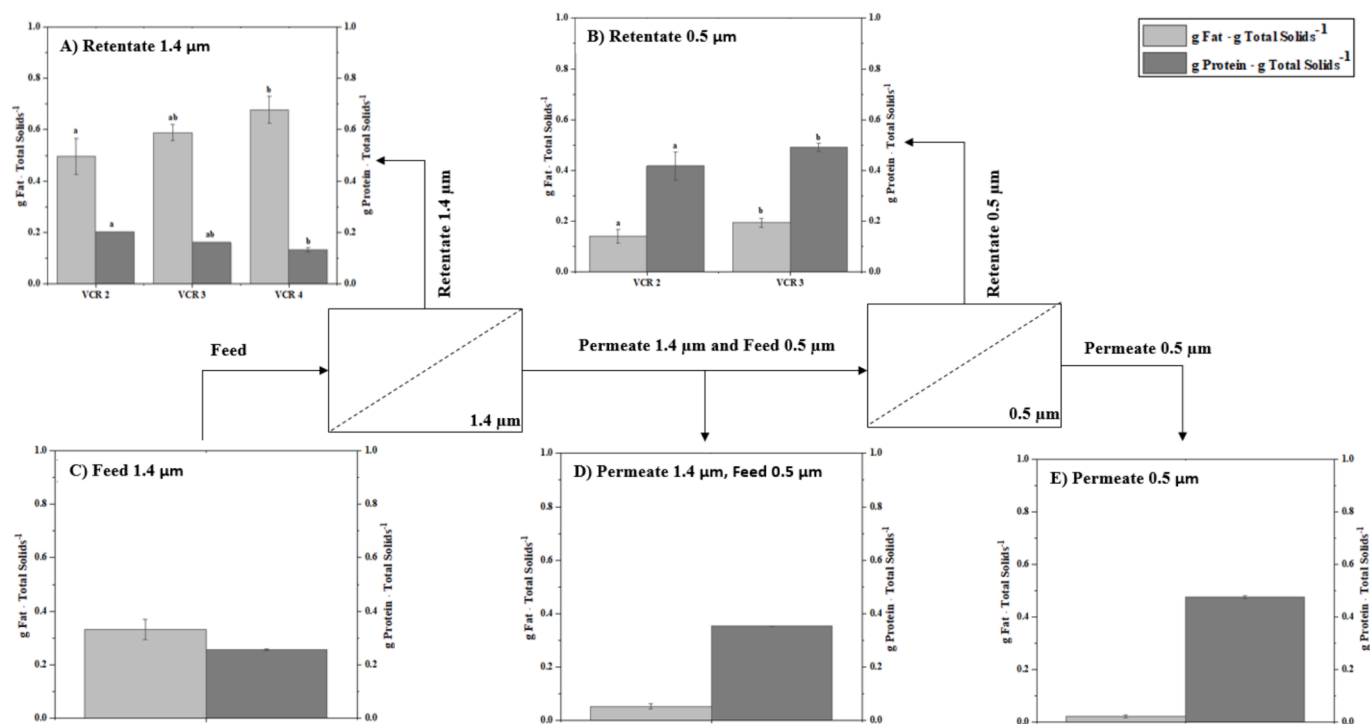 A) Retentate 1.4 µm
1.0
0.8
0.6
0.4
0.2
0.0
g Fat · Total Solids-1
a
ab
b
a
ab
b
VCR 2
VCR 3
VCR 4
1.0
0.8
0.6
0.4
0.2
0.0
g Protein · Total Solids-1
B) Retentate 0.5 µm
1.0
0.8
0.6
0.4
0.2
0.0
g Fat · Total Solids-1
a
a
b
b
VCR 2
VCR 3
1.0
0.8
0.6
0.4
0.2
0.0
g Protein · Total Solids-1
g Fat · g Total Solids-1
g Protein · g Total Solids-1
Retentate 1.4 µm
Retentate 0.5 µm
Feed
1.4 µm
Permeate 1.4 µm and Feed 0.5 µm
0.5 µm
Permeate 0.5 µm
C) Feed 1.4 µm
1.0
0.8
0.6
0.4
0.2
0.0
g Fat · Total Solids-1
1.0
0.8
0.6
0.4
0.2
0.0
g Protein · Total Solids-1
D) Permeate 1.4 µm, Feed 0.5 µm
1.0
0.8
0.6
0.4
0.2
0.0
g Fat · Total Solids-1
1.0
0.8
0.6
0.4
0.2
0.0
g Protein · Total Solids-1
E) Permeate 0.5 µm
1.0
0.8
0.6
0.4
0.2
0.0
g Fat · Total Solids-1
1.0
0.8
0.6
0.4
0.2
0.0
g Protein · Total Solids-1